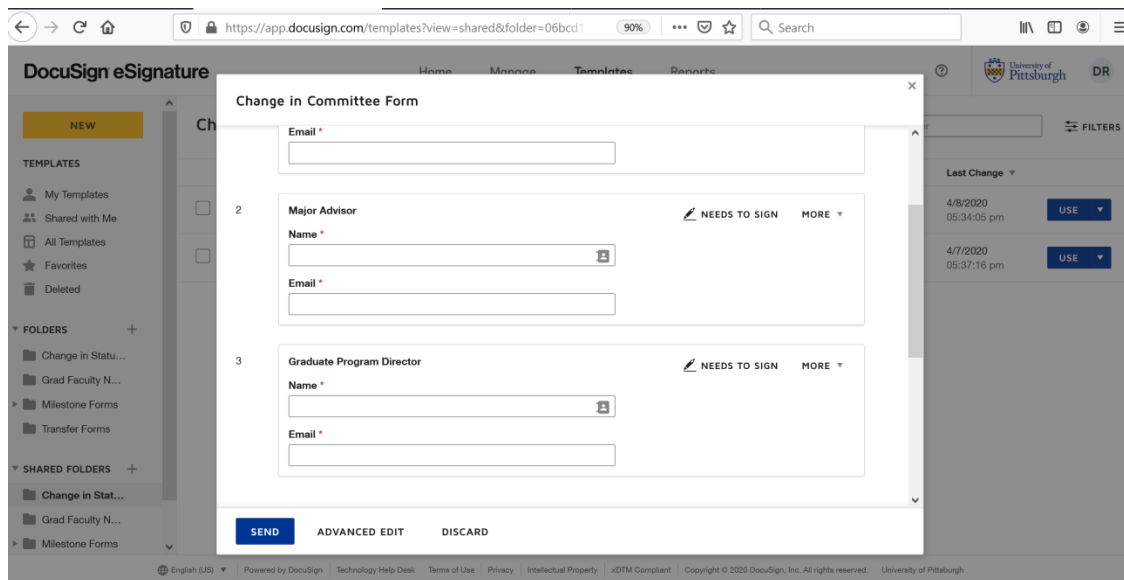 https://app.docusign.com/templates?view=shared&folder=06bcd1
90%
Search
DocuSign eSignature
Home Manage Templates Reports
University of
Pittsburgh
DR
NEW
Ch
FILTERS
TEMPLATES
My Templates
Shared with Me
All Templates
Favorites
Deleted
FOLDERS
Change in Statu...
Grad Faculty N...
Milestone Forms
Transfer Forms
SHARED FOLDERS
Change in Stat...
Grad Faculty N...
Milestone Forms
Change in Committee Form
Email *
2 Major Advisor NEEDS TO SIGN MORE
Name *
Email *
3 Graduate Program Director NEEDS TO SIGN MORE
Name *
Email *
SEND ADVANCED EDIT DISCARD
Last Change
4/8/2020
05:34:05 pm
USE
4/7/2020
05:37:16 pm
USE
English (US) Powered by DocuSign Technology Help Desk Terms of Use Privacy Intellectual Property xDTM Compliant Copyright © 2020 DocuSign, Inc. All rights reserved. University of Pittsburgh